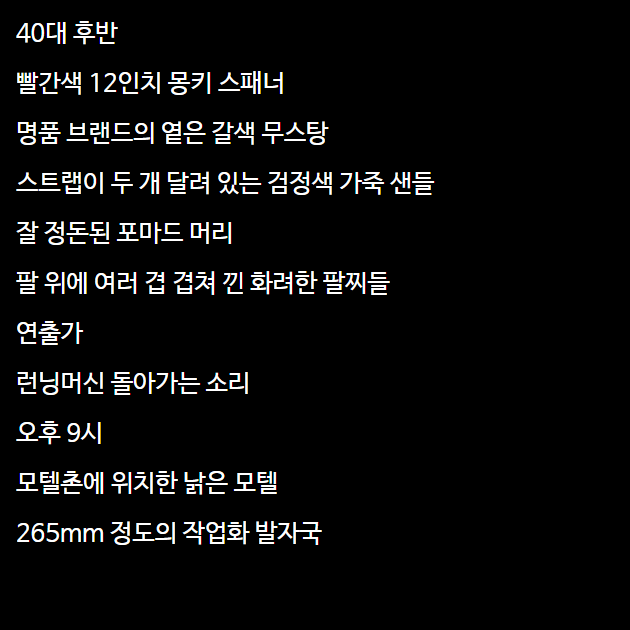 40대 후반
빨간색 12인치 몽키 스패너
명품 브랜드의 옅은 갈색 무스탕
스트랩이 두 개 달려 있는 검정색 가죽 샌들
잘 정돈된 포마드 머리
팔 위에 여러 겹 겹쳐 낀 화려한 팔찌들
연출가
런닝머신 돌아가는 소리
오후 9시
모텔촌에 위치한 낡은 모텔
265mm 정도의 작업화 발자국